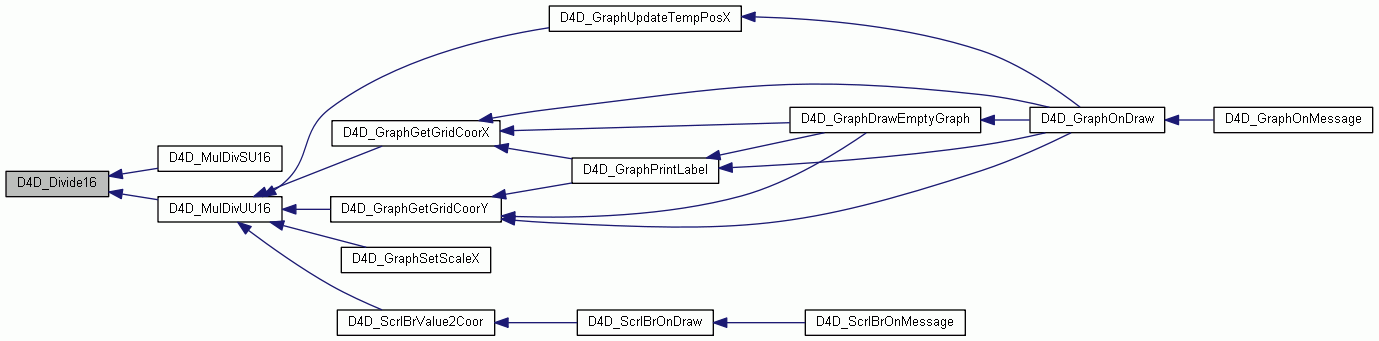 D4D_GraphUpdateTempPosX
D4D_GraphGetGridCoorX
D4D_GraphDrawEmptyGraph
D4D_GraphOnDraw
D4D_GraphOnMessage
D4D_MulDivSU16
D4D_GraphPrintLabel
D4D_Divide16
D4D_MulDivUU16
D4D_GraphGetGridCoorY
D4D_GraphSetScaleX
D4D_ScrlBrValue2Coor
D4D_ScrlBrOnDraw
D4D_ScrlBrOnMessage